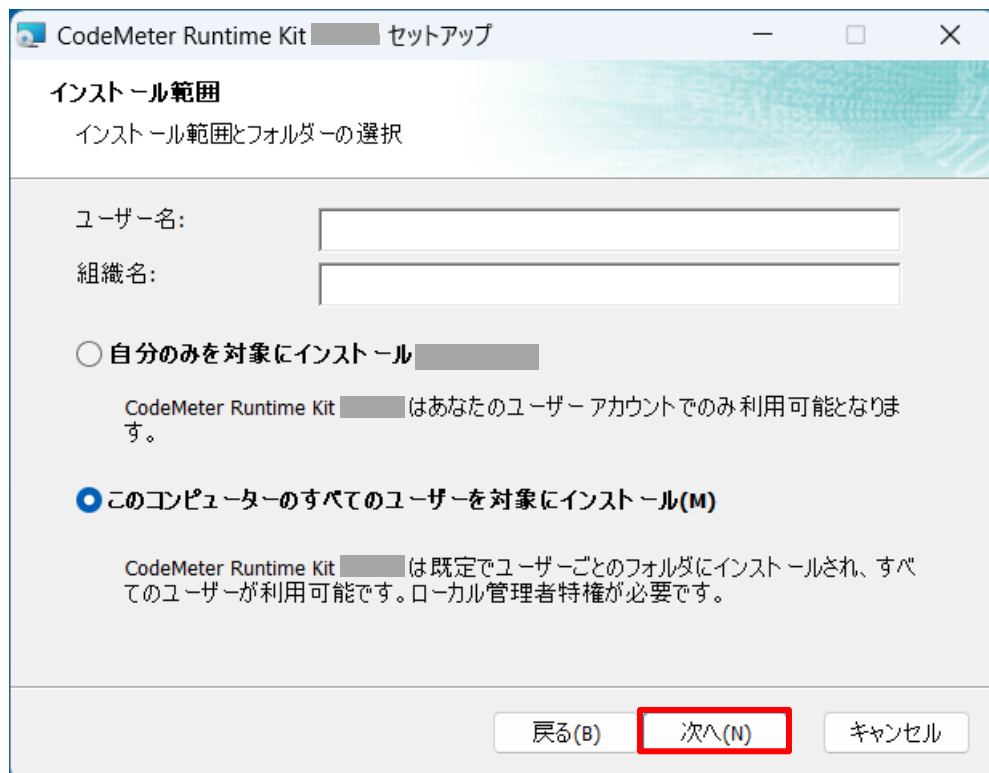 CodeMeter Runtime Kit セットアップ
インストール範囲
インストール範囲とフォルダーの選択
ユーザー名:
組織名:
自分のみを対象にインストール
CodeMeter Runtime Kit はあなたのユーザー アカウントでのみ利用可能となりま
す。
このコンピューターのすべてのユーザーを対象にインストール(M)
CodeMeter Runtime Kit は既定でユーザーごとのフォルダにインストールされ、すべ
てのユーザーが利用可能です。ローカル管理者特権が必要です。
戻る(B) 次へ(N) キャンセル